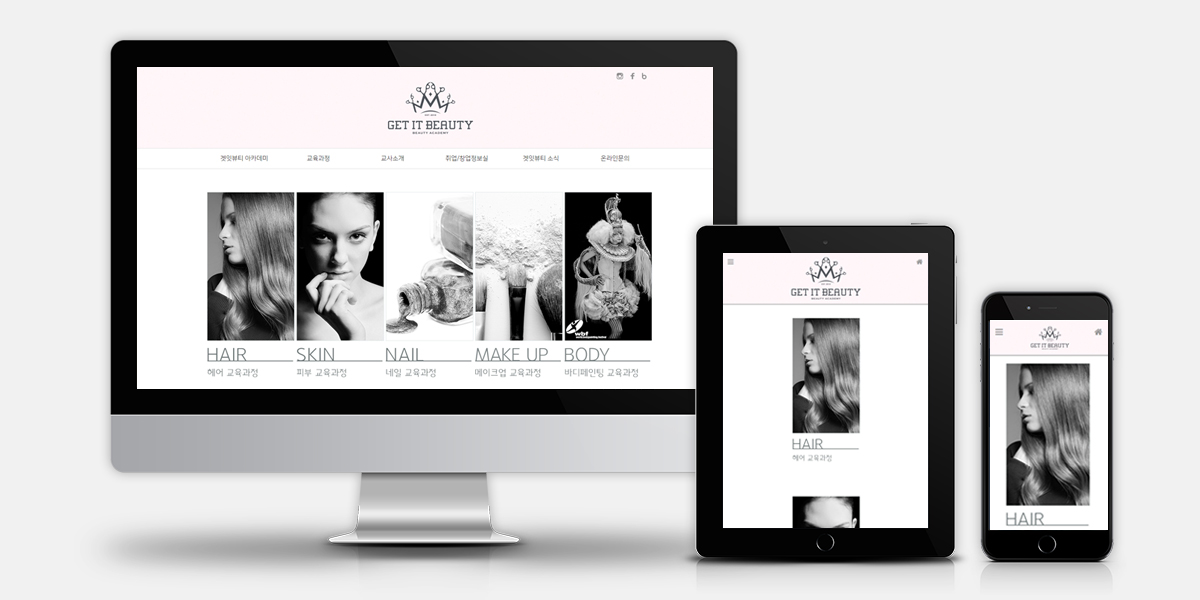 GET IT BEAUTY
BEAUTY ACADEMY
겟잇뷰티 아카데미 교육과정 교사소개 취업/창업정보실 겟잇뷰티 소식 온라인문의
wbf
HAIR SKIN NAIL MAKE UP BODY
헤어 교육과정 피부 교육과정 네일 교육과정 메이크업 교육과정 바디페인팅 교육과정
GET IT BEAUTY
BEAUTY ACADEMY
HAIR
헤어 교육과정
GET IT BEAUTY
HAIR